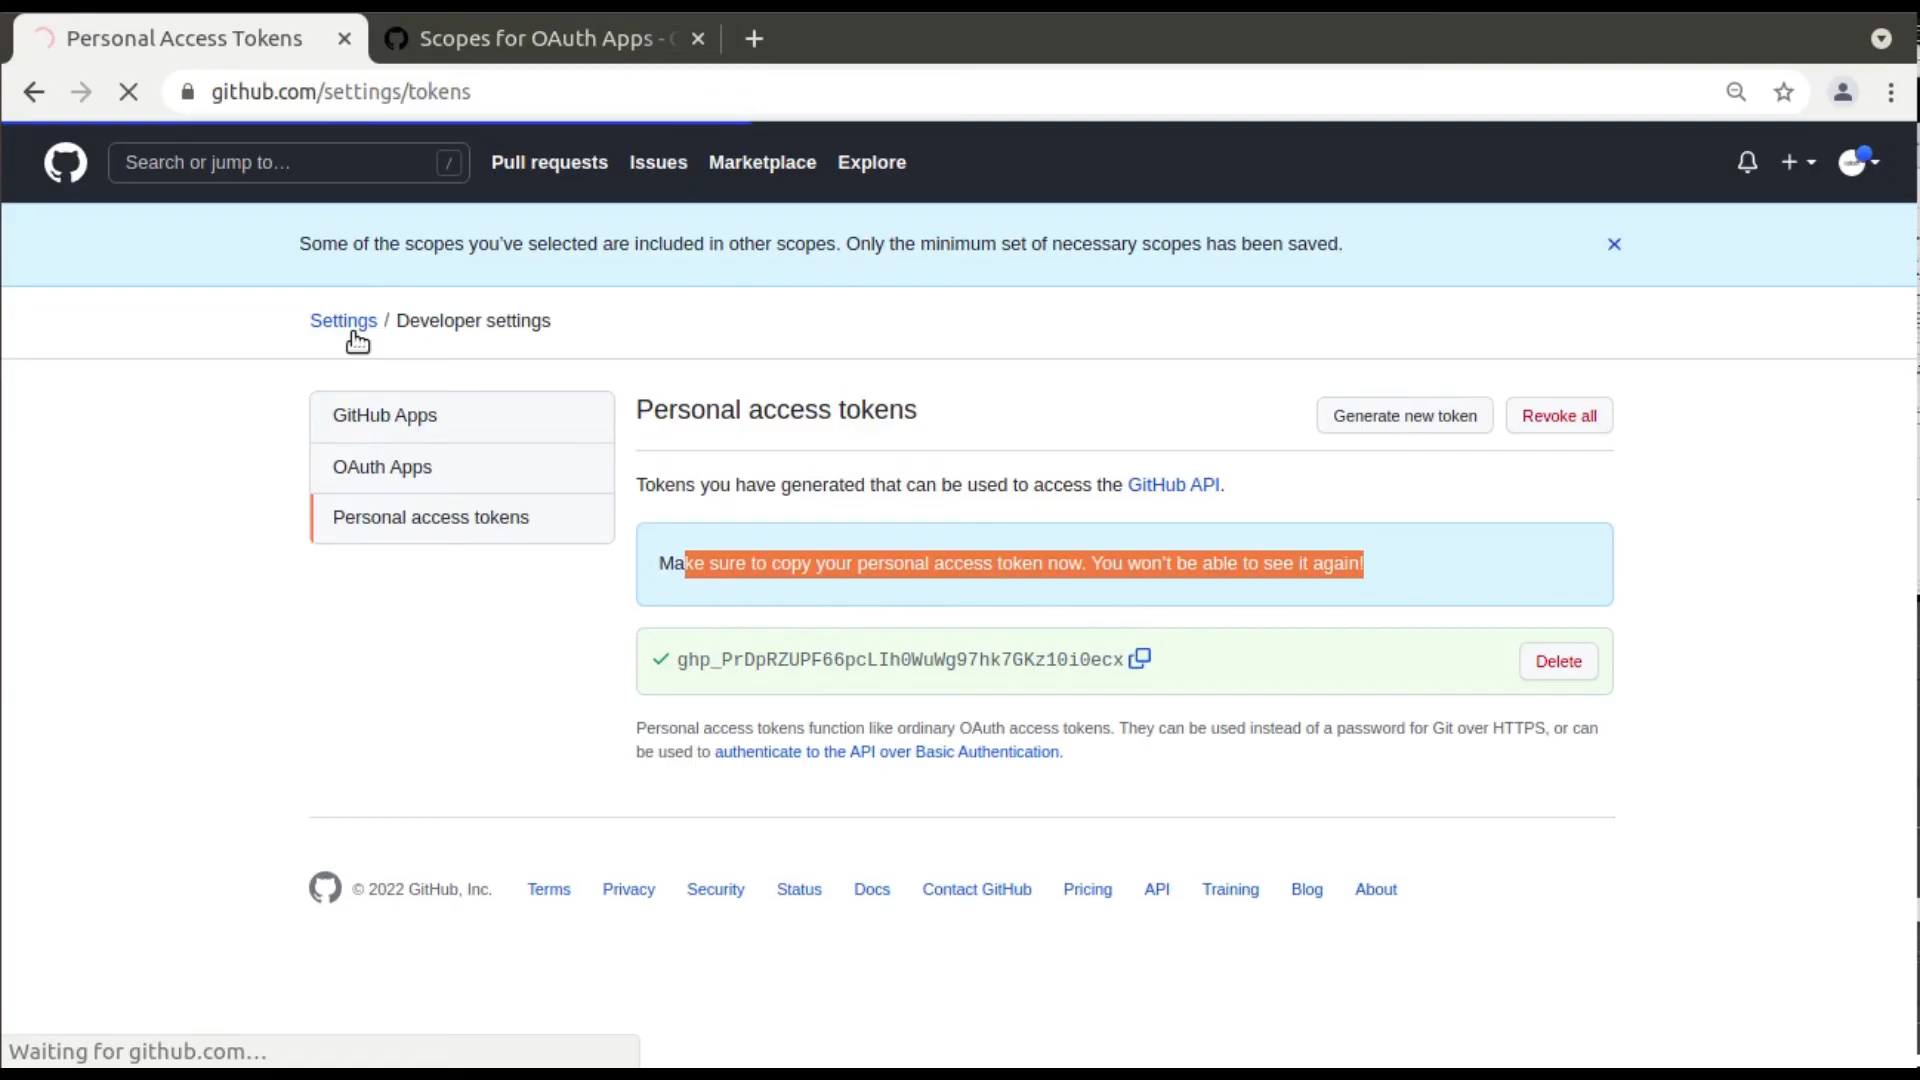 Personal Access Tokens
Scopes for OAuth Apps -
github.com/settings/tokens
Search or jump to… /
Pull requests Issues Marketplace Explore
Some of the scopes you’ve selected are included in other scopes. Only the minimum set of necessary scopes has been saved.
Settings / Developer settings
GitHub Apps
OAuth Apps
Personal access tokens
Personal access tokens
Generate new token
Revoke all
Tokens you have generated that can be used to access the GitHub API.
Make sure to copy your personal access token now. You won’t be able to see it again!
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
Delete
Personal access tokens function like ordinary OAuth access tokens. They can be used instead of a password for Git over HTTPS, or can
be used to authenticate to the API over Basic Authentication.
© 2022 GitHub, Inc. Terms Privacy Security Status Docs Contact GitHub Pricing API Training Blog About
Waiting for github.com...